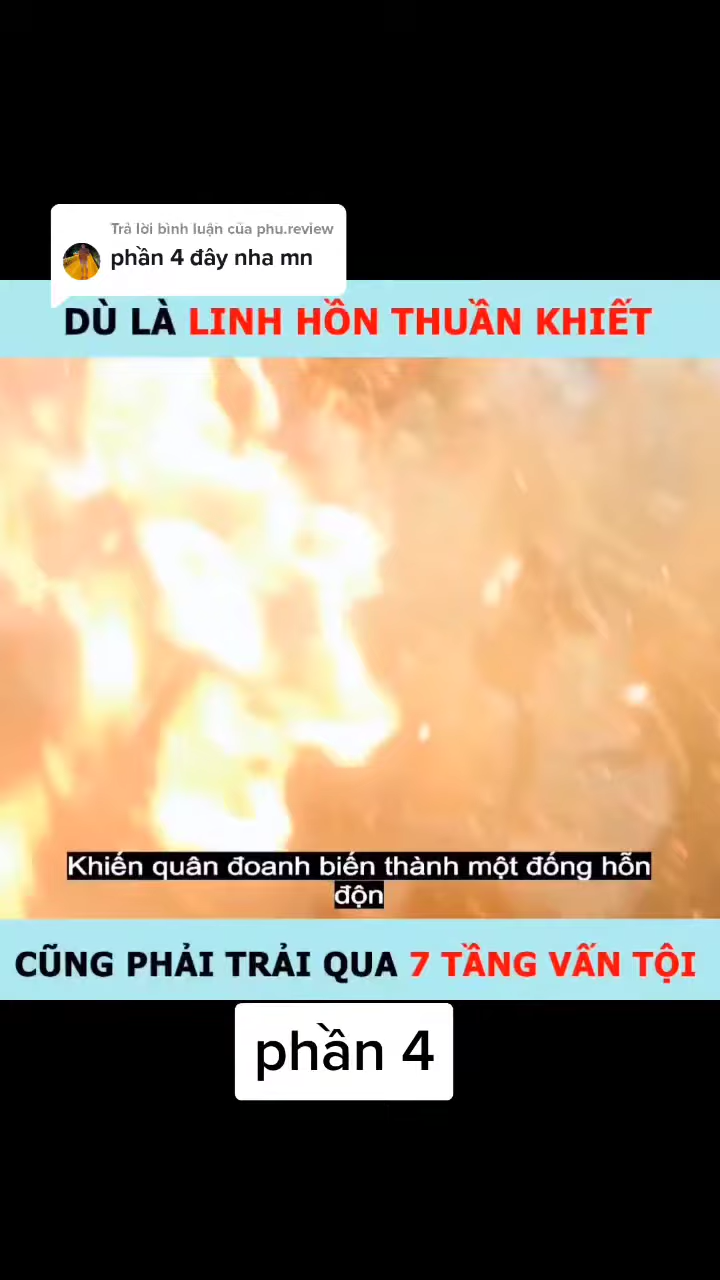 Trả lời bình luận của phu.review
phần 4 đây nha mn
DÙ LÀ LINH HỒN THUẦN KHIẾT
Khiến quân đoanh biến thành một đống hỗn
độn
CŨNG PHẢI TRẢI QUA 7 TẦNG VẤN TỘI
phần 4